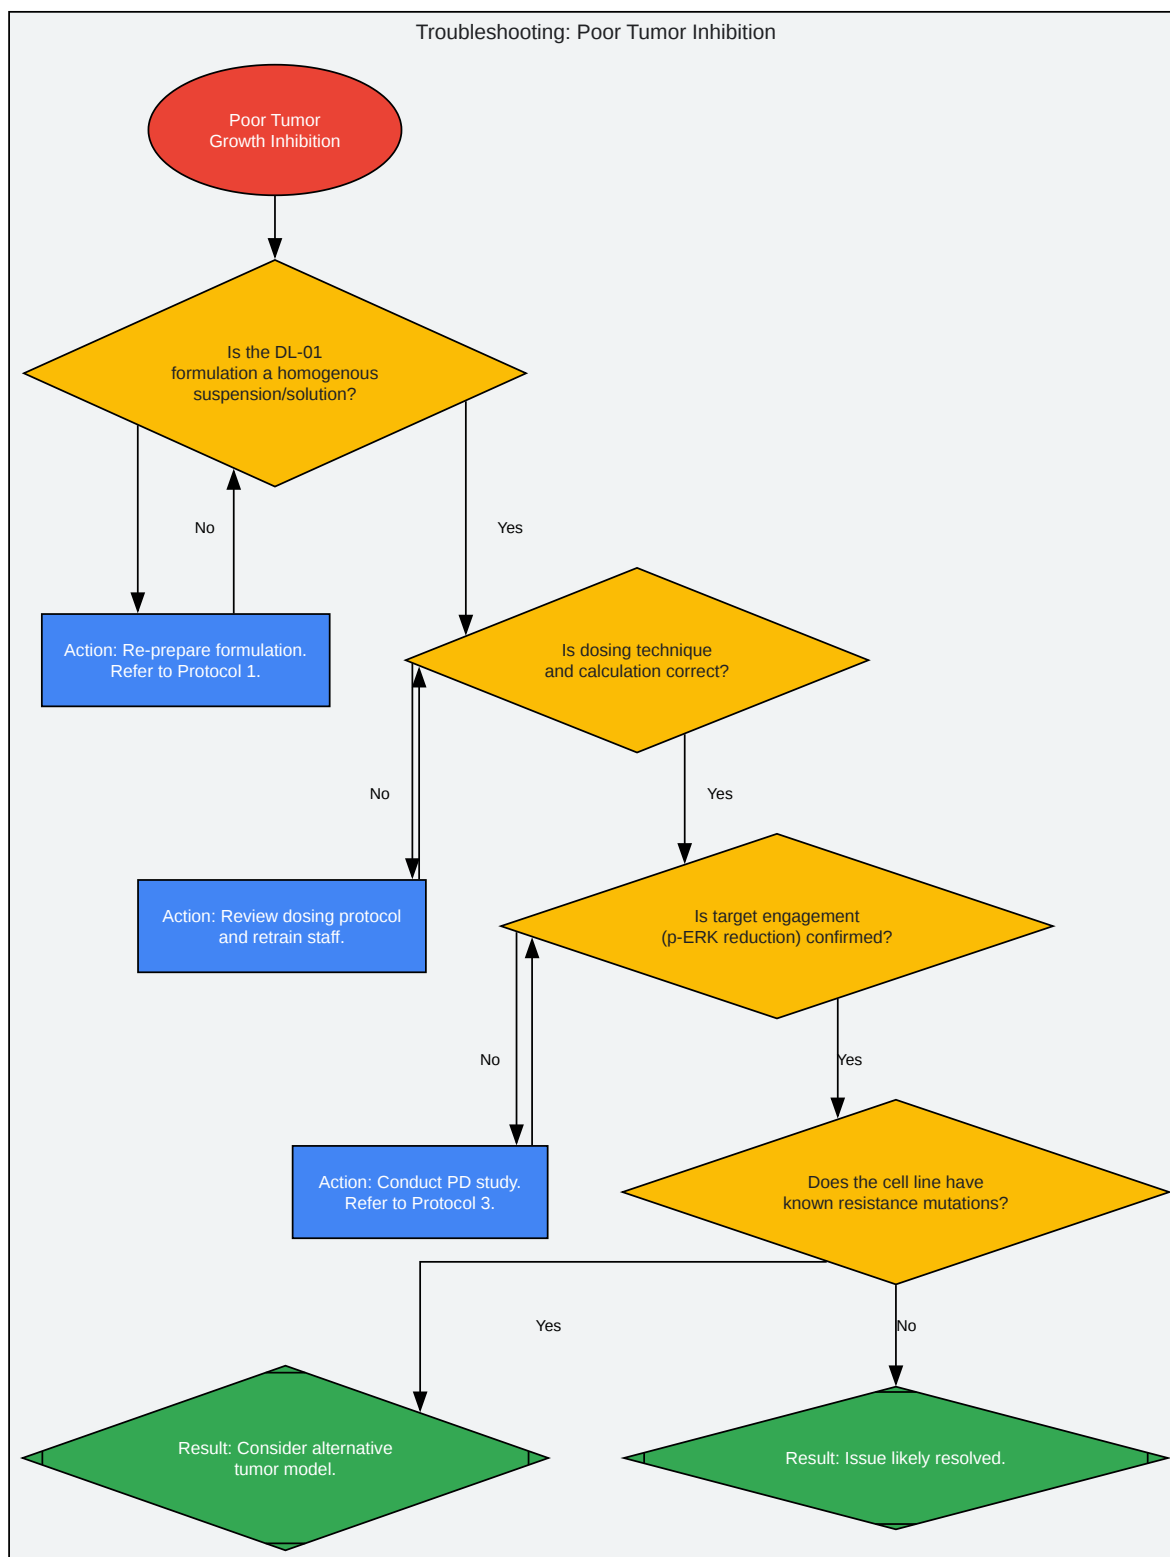 Troubleshooting: Poor Tumor Inhibition
Poor Tumor
Growth Inhibition
Is the DL-01
formulation a homogenous
suspension/solution?
No
Yes
Action: Re-prepare formulation.
Refer to Protocol 1.
Is dosing technique
and calculation correct?
No
Yes
Action: Review dosing protocol
and retrain staff.
Is target engagement
(p-ERK reduction) confirmed?
No
Yes
Action: Conduct PD study.
Refer to Protocol 3.
Does the cell line have
known resistance mutations?
Yes
No
Result: Consider alternative
tumor model.
Result: Issue likely resolved.